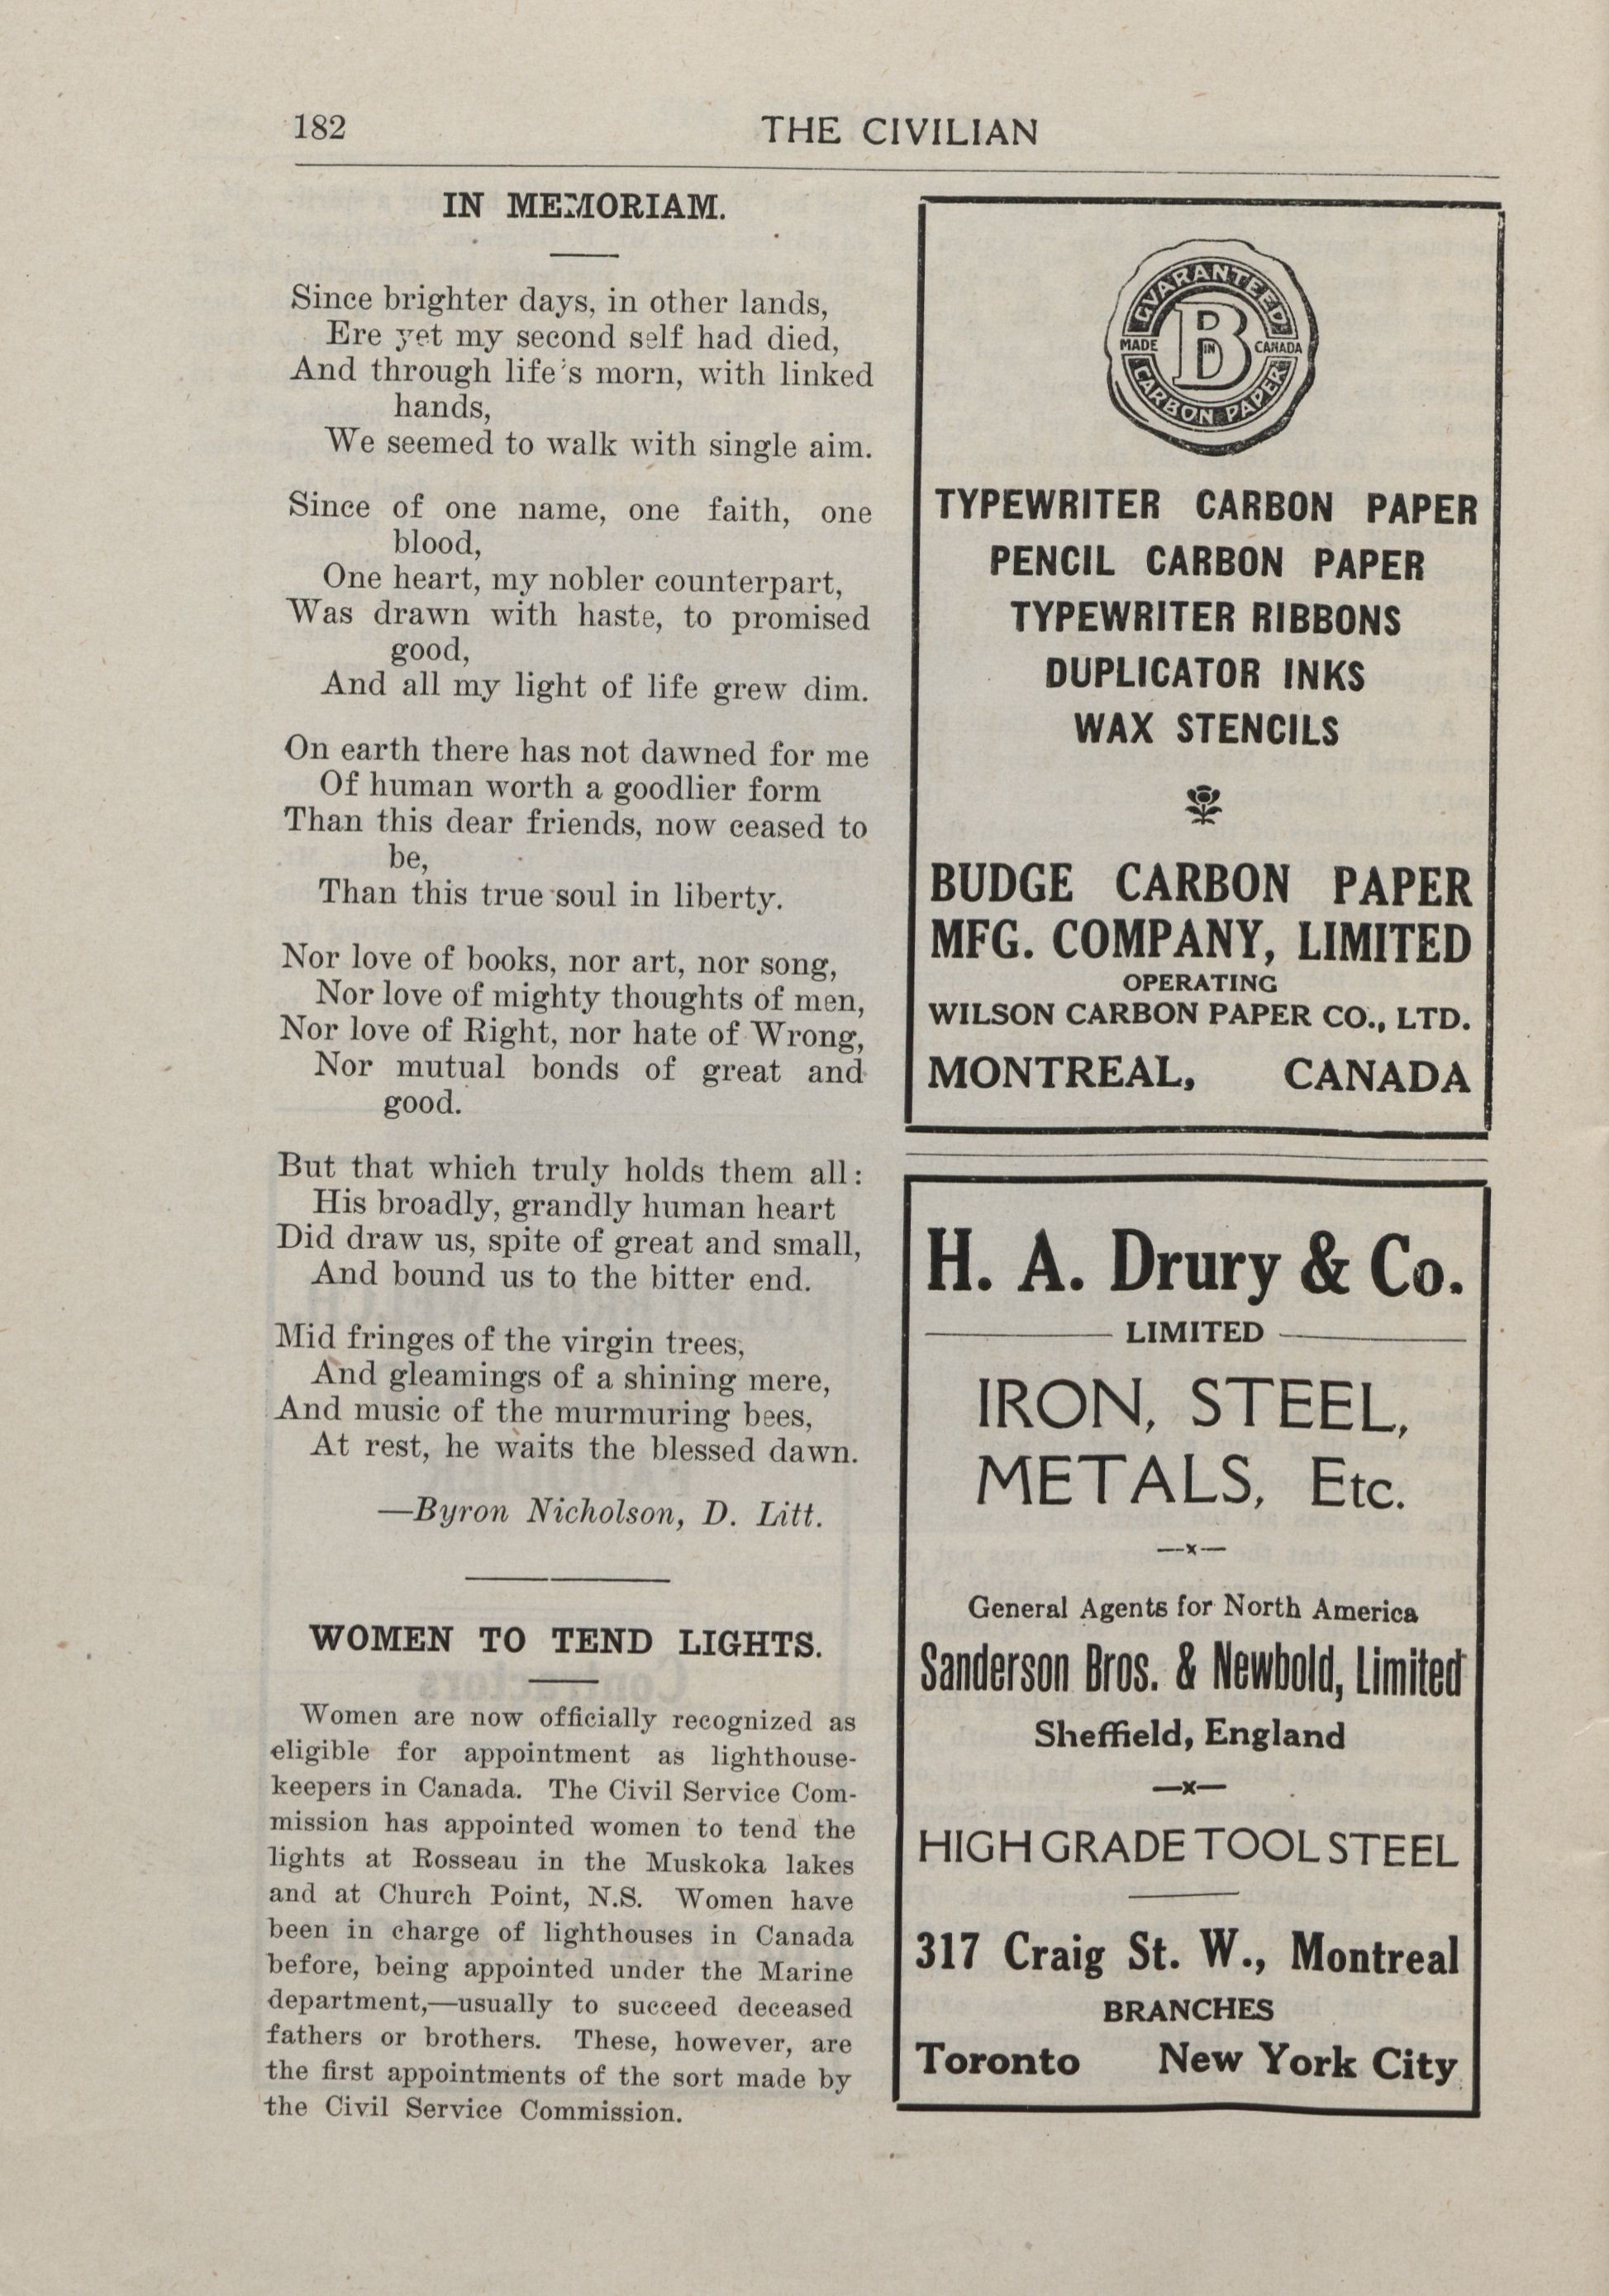 182
THE CIVILIAN
IN MEMORIAM.
Since brighter days, in other lands,
Ere yet my second self had died,
And through life's morn, with linked
hands,
We seemed to walk with single aim.
Since of one name, one faith, one
blood,
One heart, my nobler counterpart,
Was drawn with haste, to promised
good,
And all my light of life grew dim.
On earth there has not dawned for me
Of human worth a goodlier form
Than this dear friends, now ceased to
be,
Than this true soul in liberty.
Nor love of books, nor art, nor song,
Nor love of mighty thoughts of men,
Nor love of Right, nor hate of Wrong,
Nor mutual bonds of great and
good.
But that which truly holds them all:
His broadly, grandly human heart
Did draw us, spite of great and small,
And bound us to the bitter end.
Mid fringes of the virgin trees,
And gleamings of a shining mere,
And music of the murmuring bees,
At rest, he waits the blessed dawn.
—Byron Nicholson, D. Litt.
WOMEN TO TEND LIGHTS.
Women are now officially recognized as
eligible for appointment as lighthouse-
keepers in Canada. The Civil Service Com-
mission has appointed women to tend the
lights at Rosseau in the Muskoka lakes
and at Church Point, N.S. Women have
been in charge of lighthouses in Canada
before, being appointed under the Marine
department,—usually to succeed deceased
fathers or brothers. These, however, are
the first appointments of the sort made by
the Civil Service Commission.
GVARANTEED
B
MADE IN CANADA
CARBON PAPER
TYPEWRITER CARBON PAPER
PENCIL CARBON PAPER
TYPEWRITER RIBBONS
DUPLICATOR INKS
WAX STENCILS
BUDGE CARBON PAPER
MFG. COMPANY, LIMITED
OPERATING
WILSON CARBON PAPER CO., LTD.
MONTREAL, CANADA
H. A. Drury & Co.
LIMITED
IRON, STEEL,
METALS, Etc.
—x—
General Agents for North America
Sanderson Bros. & Newbold, Limited
Sheffield, England
—x—
HIGH GRADE TOOL STEEL
317 Craig St. W., Montreal
BRANCHES
Toronto New York City